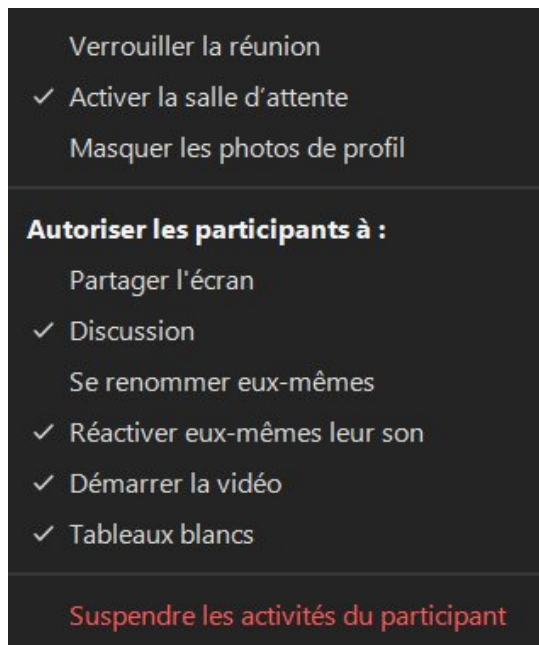 Verrouiller la réunion
✓ Activer la salle d’attente
Masquer les photos de profil
Autoriser les participants à :
Partager l'écran
✓ Discussion
Se renommer eux-mêmes
✓ Réactiver eux-mêmes leur son
✓ Démarrer la vidéo
✓ Tableaux blancs
Suspendre les activités du participant